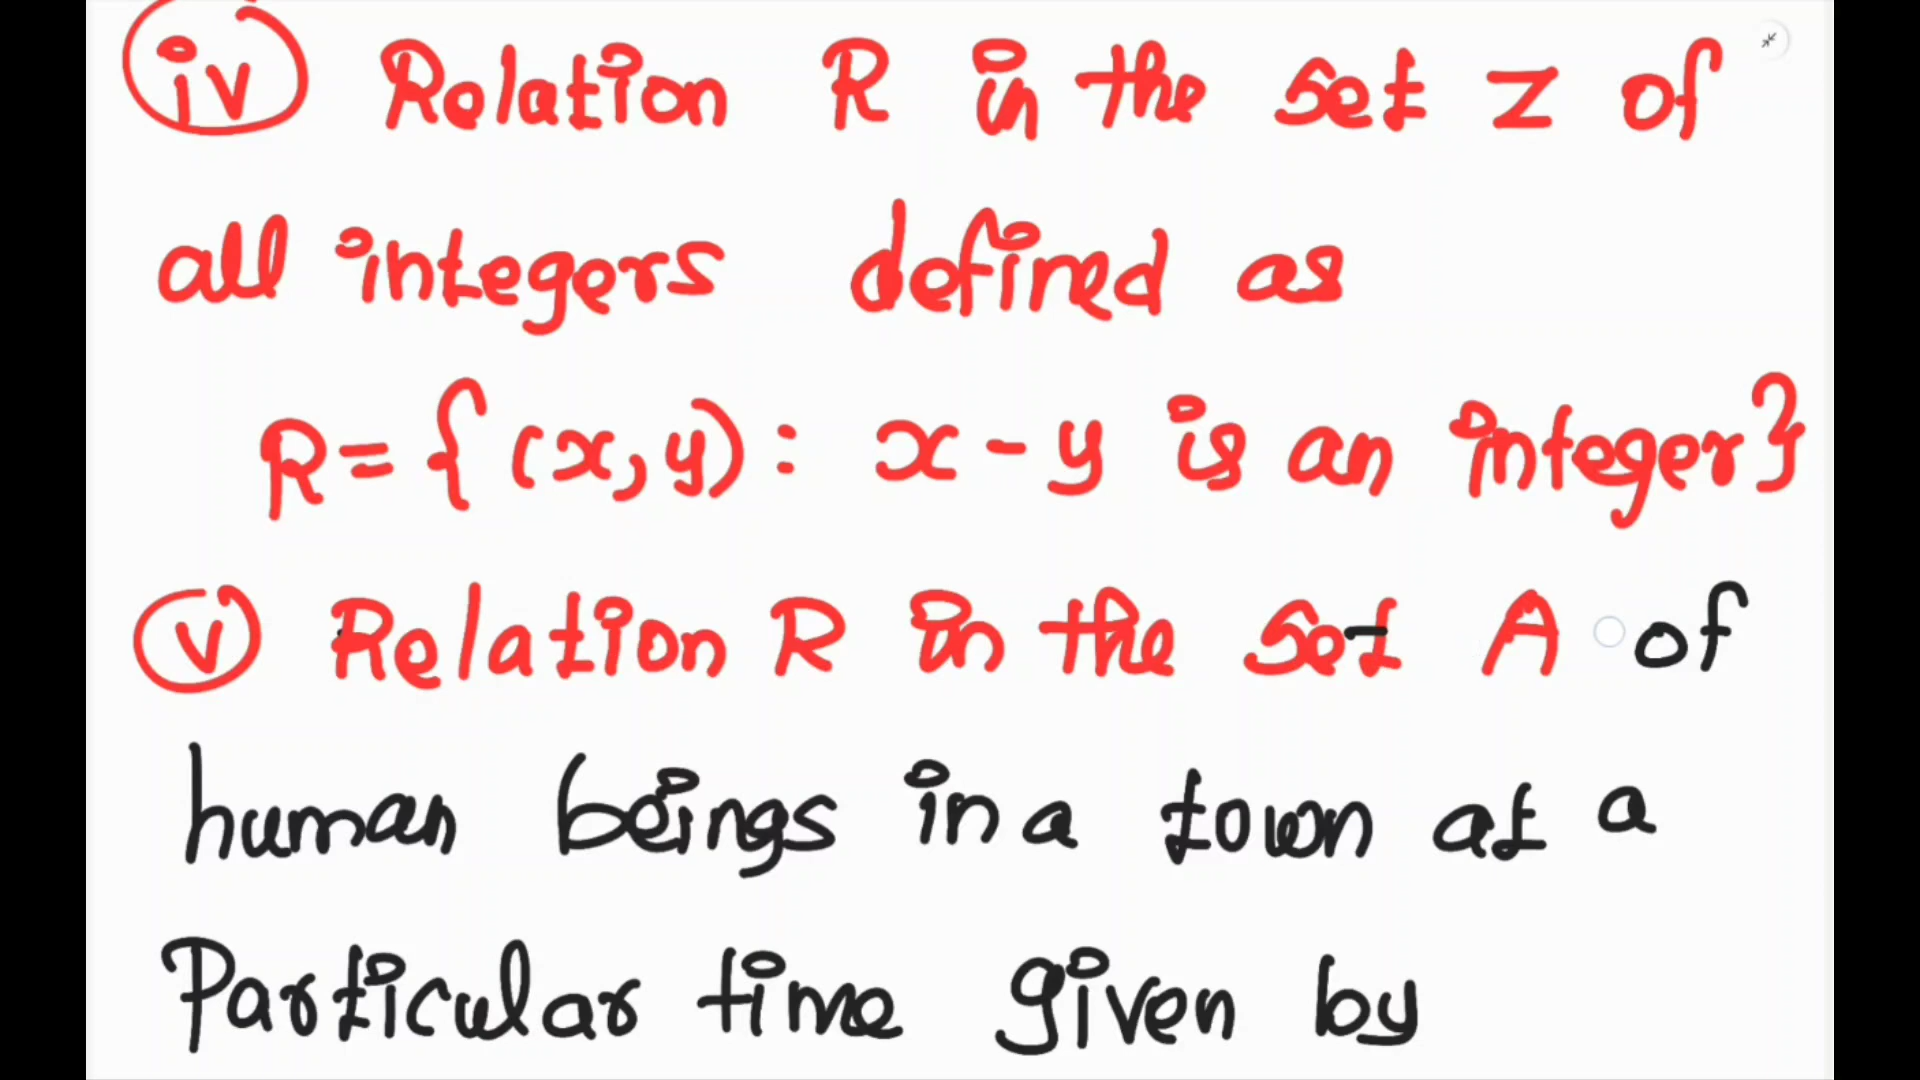 iv Relation R in the set Z of
all integers defined as
R = {(x,y): x - y is an integer}
v Relation R in the set A of
human beings in a town at a
Particular time given by